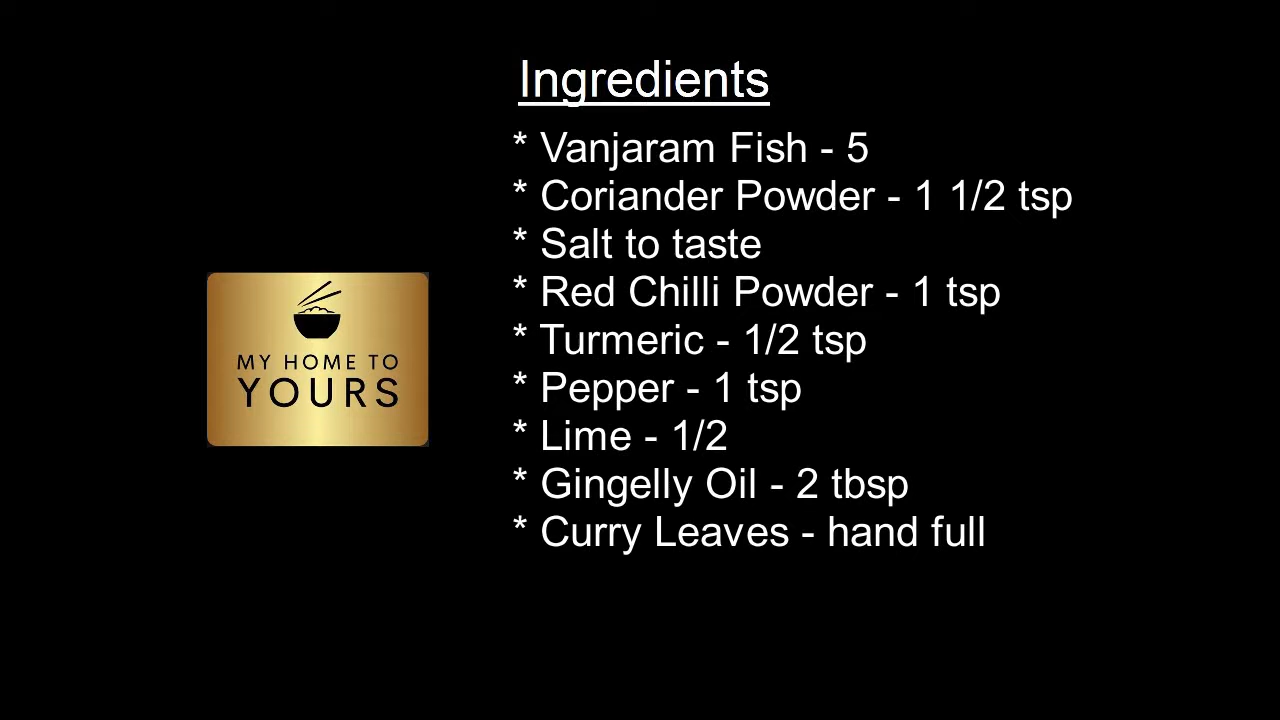 Ingredients
* Vanjaram Fish - 5
* Coriander Powder - 1 1/2 tsp
* Salt to taste
* Red Chilli Powder - 1 tsp
* Turmeric - 1/2 tsp
* Pepper - 1 tsp
* Lime - 1/2
* Gingelly Oil - 2 tbsp
* Curry Leaves - hand full
MY HOME TO
YOURS